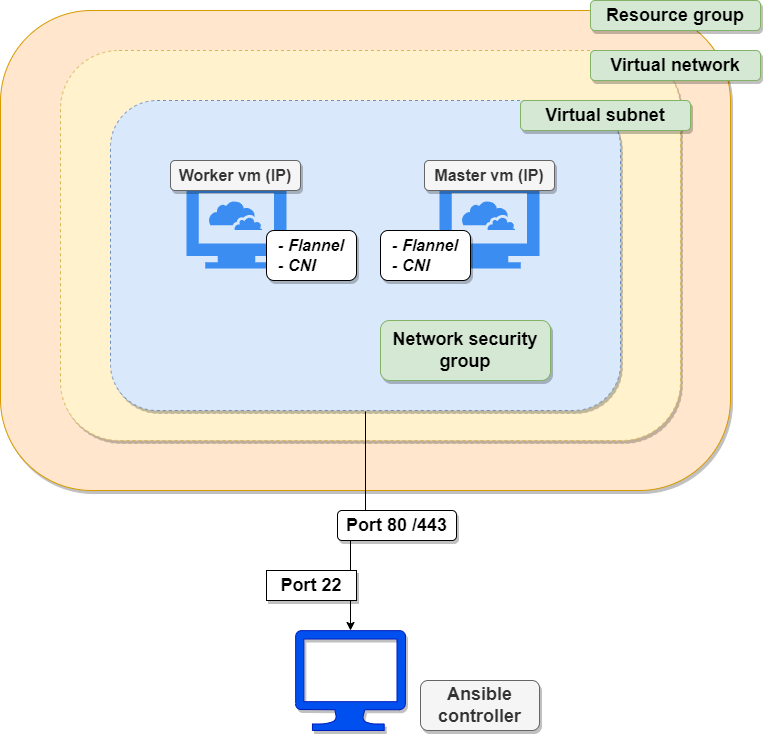 Resource group
Virtual network
Virtual subnet
Worker vm (IP)
Master vm (IP)
- Flannel
- CNI
- Flannel
- CNI
Network security
group
Port 80 /443
Port 22
Ansible
controller